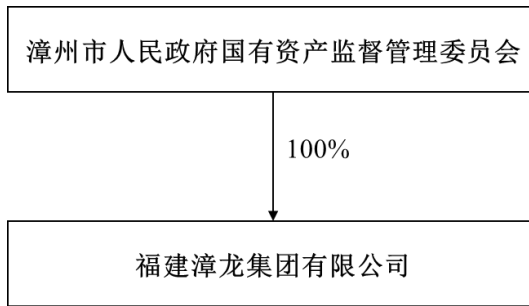 漳州市人民政府国有资产监督管理委员会
100%
福建漳龙集团有限公司